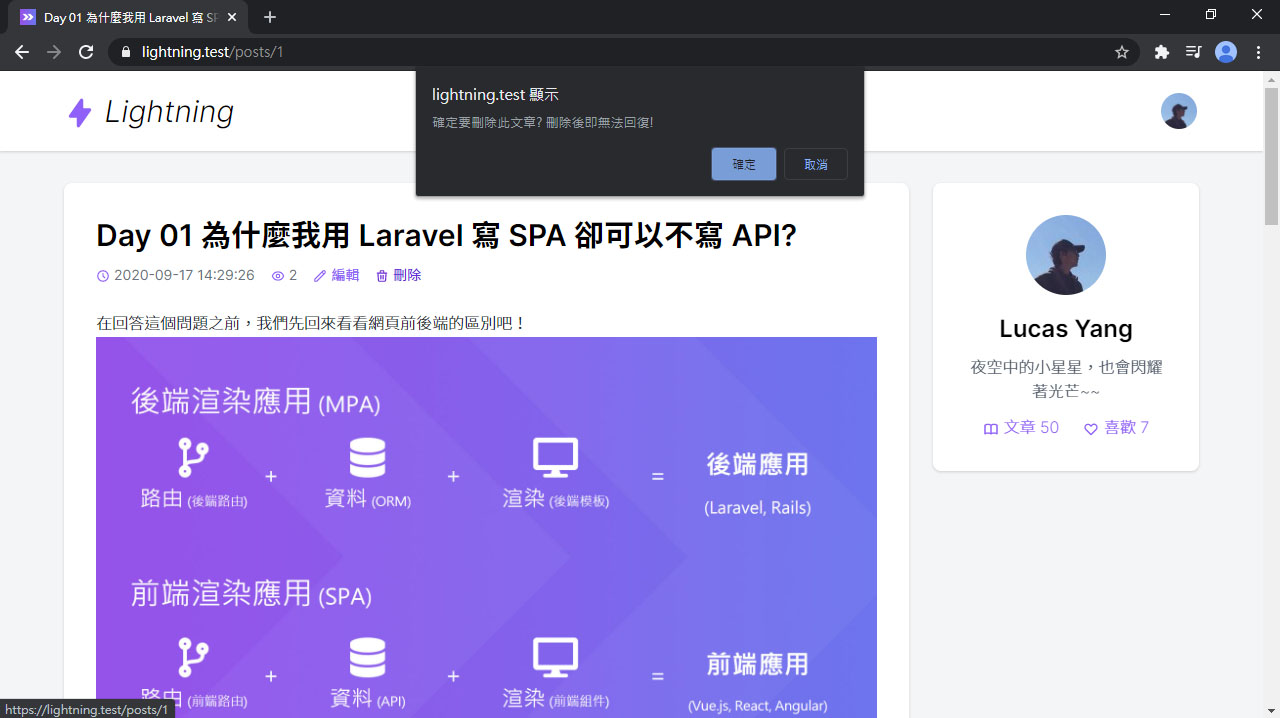 Day 01 為什麼我用 Laravel 寫 SP
lightning.test/posts/1
lightning.test 顯示
確定要刪除此文章? 刪除後即無法回復!
確定
取消
Lightning
Day 01 為什麼我用 Laravel 寫 SPA 卻可以不寫 API?
2020-09-17 14:29:26
2
編輯
刪除
在回答這個問題之前，我們先回來看看網頁前後端的區別吧！
後端渲染應用 (MPA)
路由 (後端路由)
+
資料 (ORM)
+
渲染 (後端模板)
=
後端應用
(Laravel, Rails)
前端渲染應用 (SPA)
路由 (前端路由)
+
資料 (API)
+
渲染 (前端組件)
=
前端應用
(Vue.js, React, Angular)
Lucas Yang
夜空中的小星星，也會閃耀
著光芒~~
文章 50
喜歡 7
https://lightning.test/posts/1